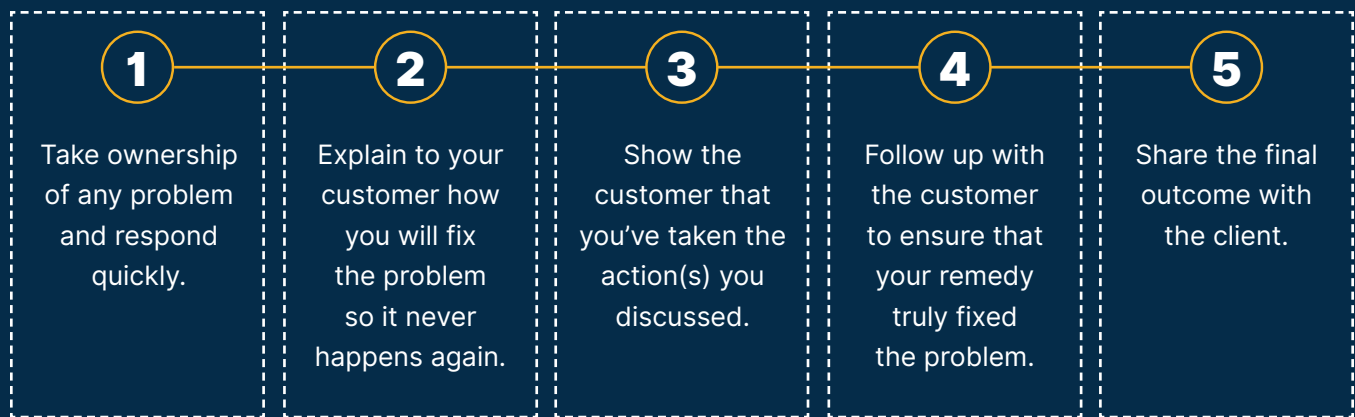 1
Take ownership
of any problem
and respond
quickly.
2
Explain to your
customer how
you will fix
the problem
so it never
happens again.
3
Show the
customer that
you’ve taken the
action(s) you
discussed.
4
Follow up with
the customer
to ensure that
your remedy
truly fixed
the problem.
5
Share the final
outcome with
the client.